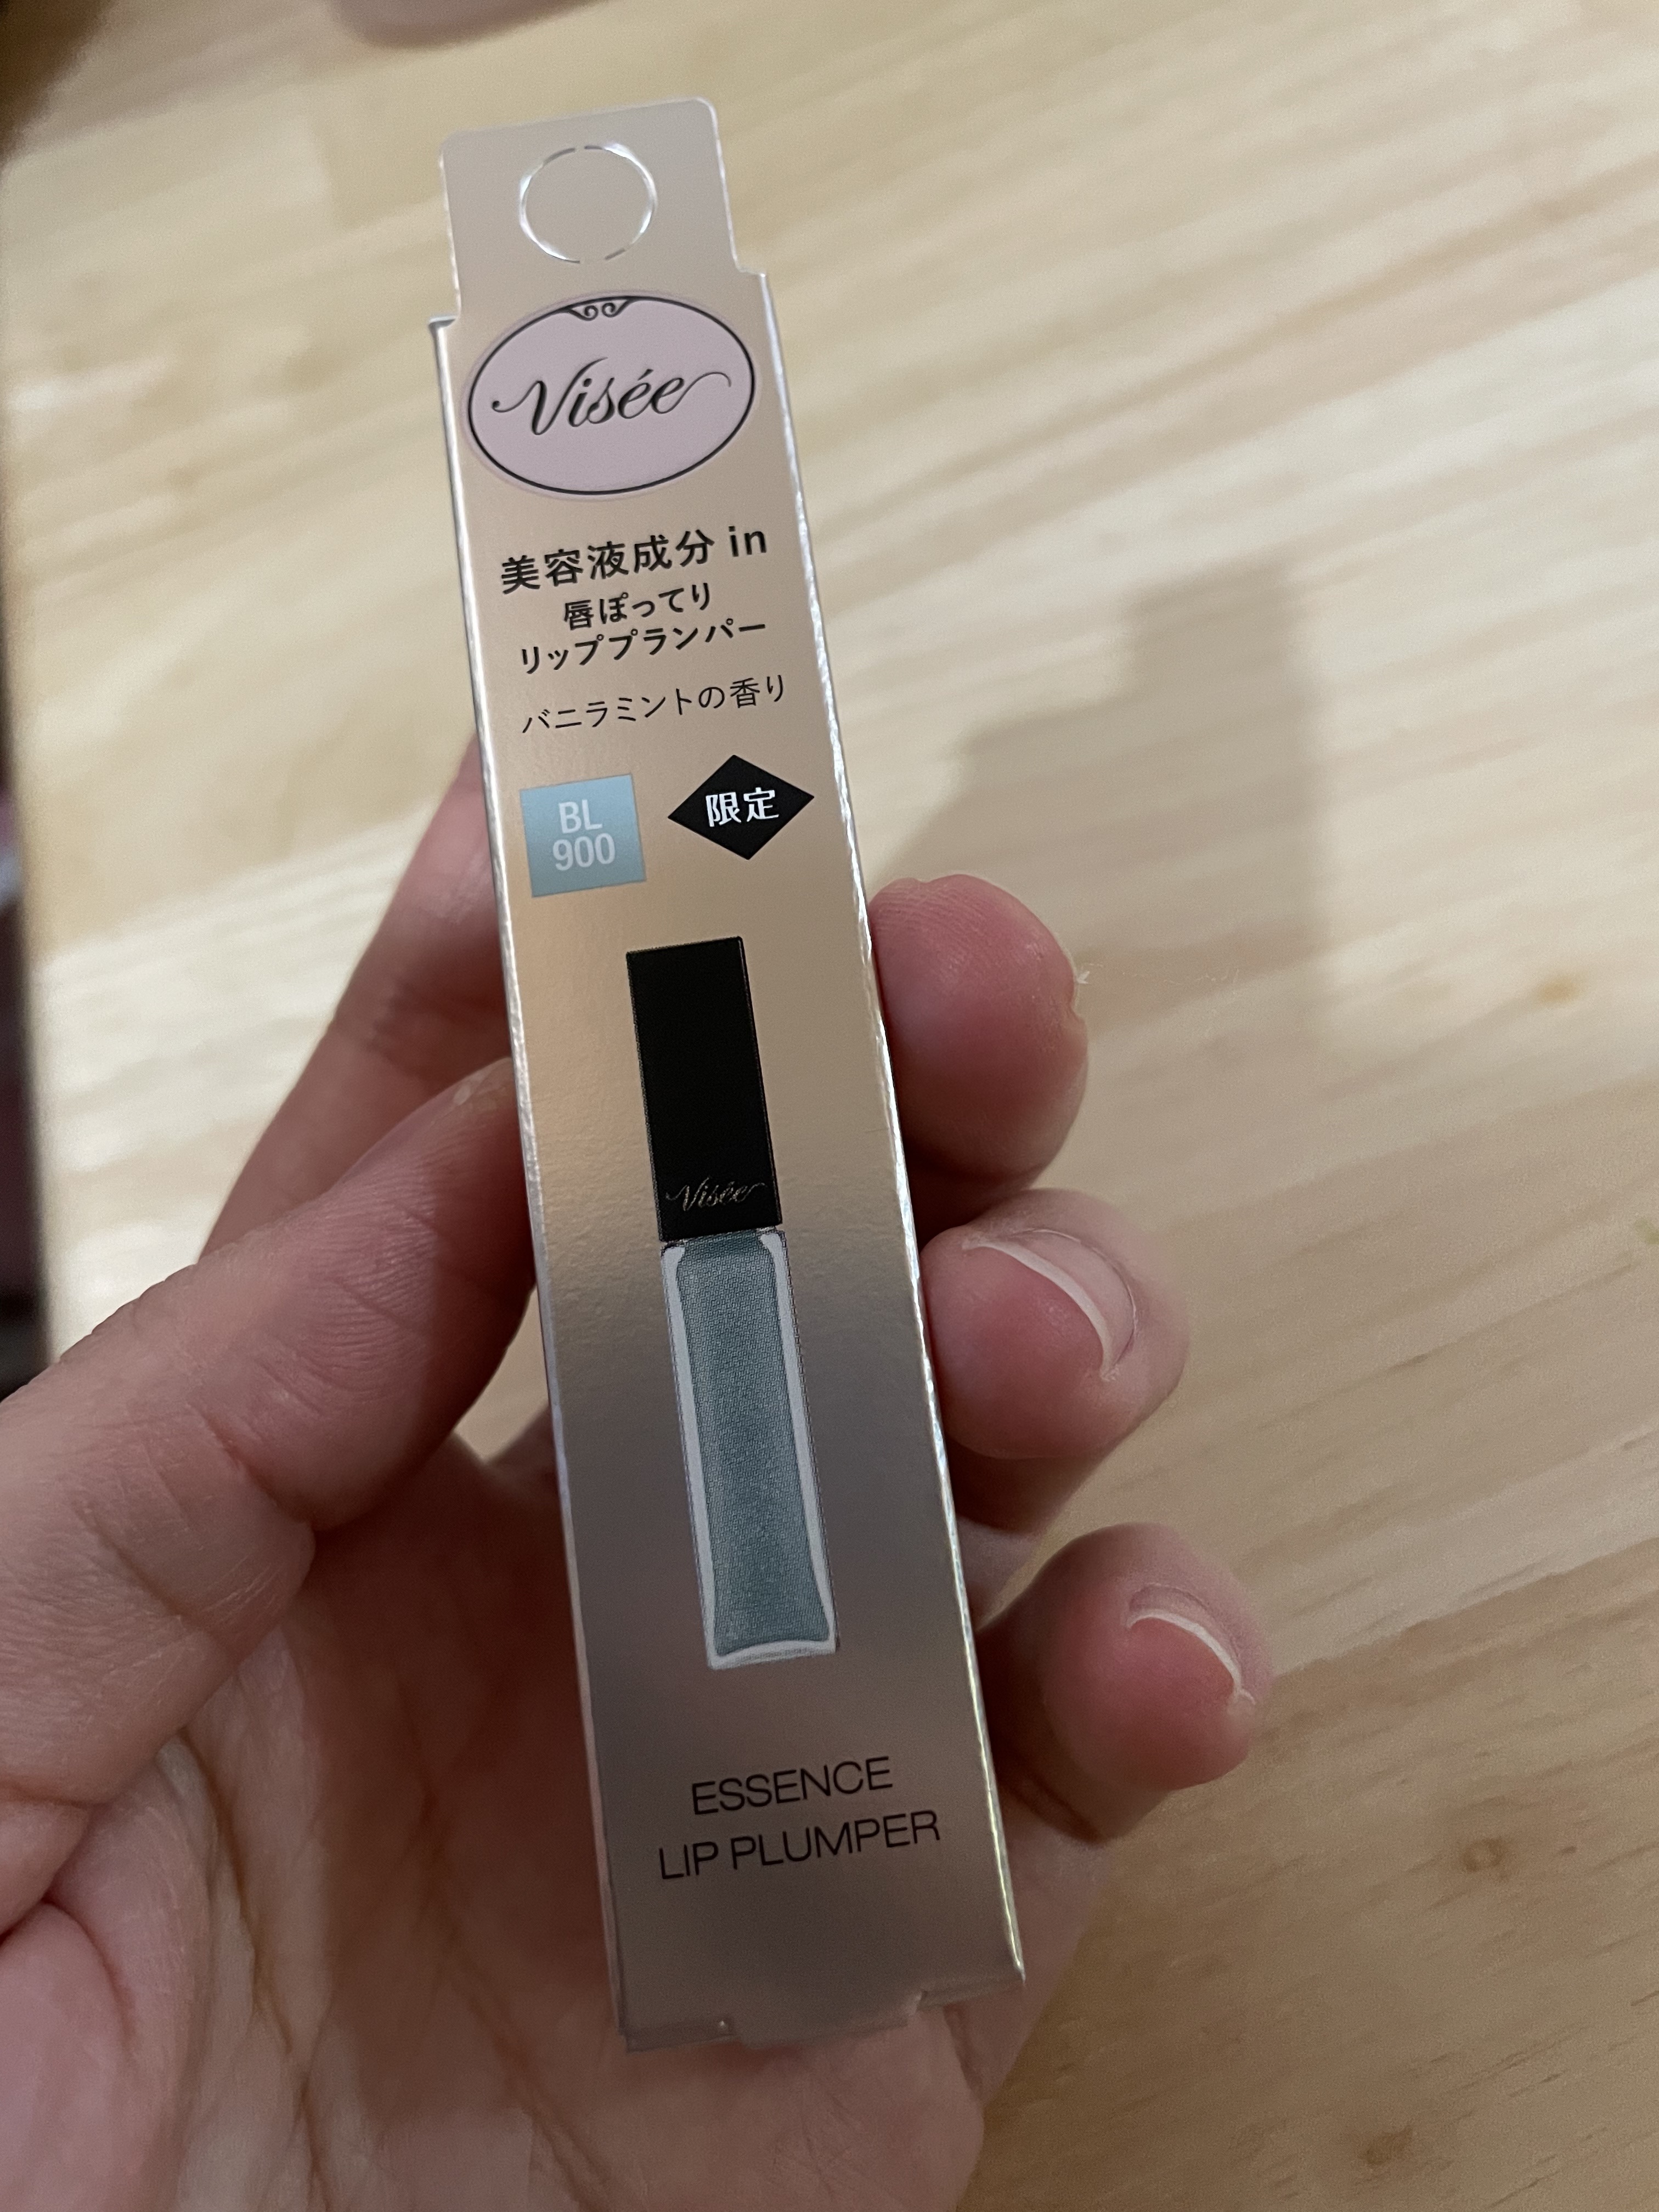 Visée
美容液成分 in
唇ぽってり
リッププランパー
バニラミントの香り
BL
900
限定
Visée
ESSENCE
LIP PLUMPER